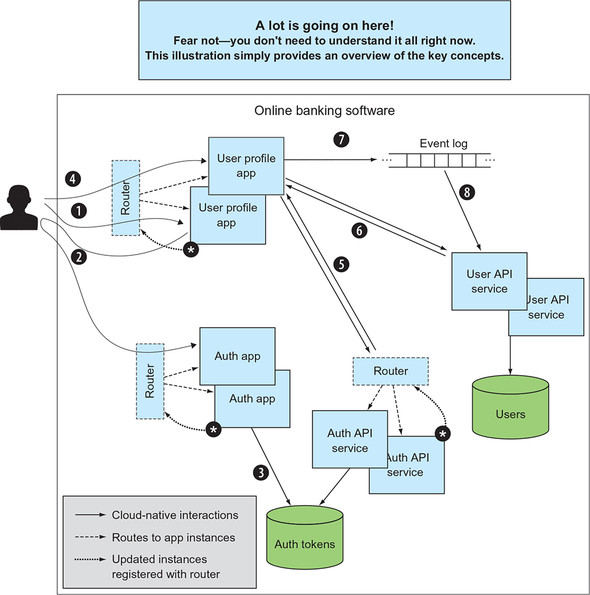 A lot is going on here!
Fear not—you don't need to understand it all right now.
This illustration simply provides an overview of the key concepts.
Online banking software
4
1
2
Router
User profile
app
User profile
app
*
7
Event log
8
6
5
User API
service
User API
service
Users
Router
Auth app
Auth app
*
3
Router
Auth API
service
Auth API
service
*
Auth tokens
Cloud-native interactions
Routes to app instances
Updated instances
registered with router